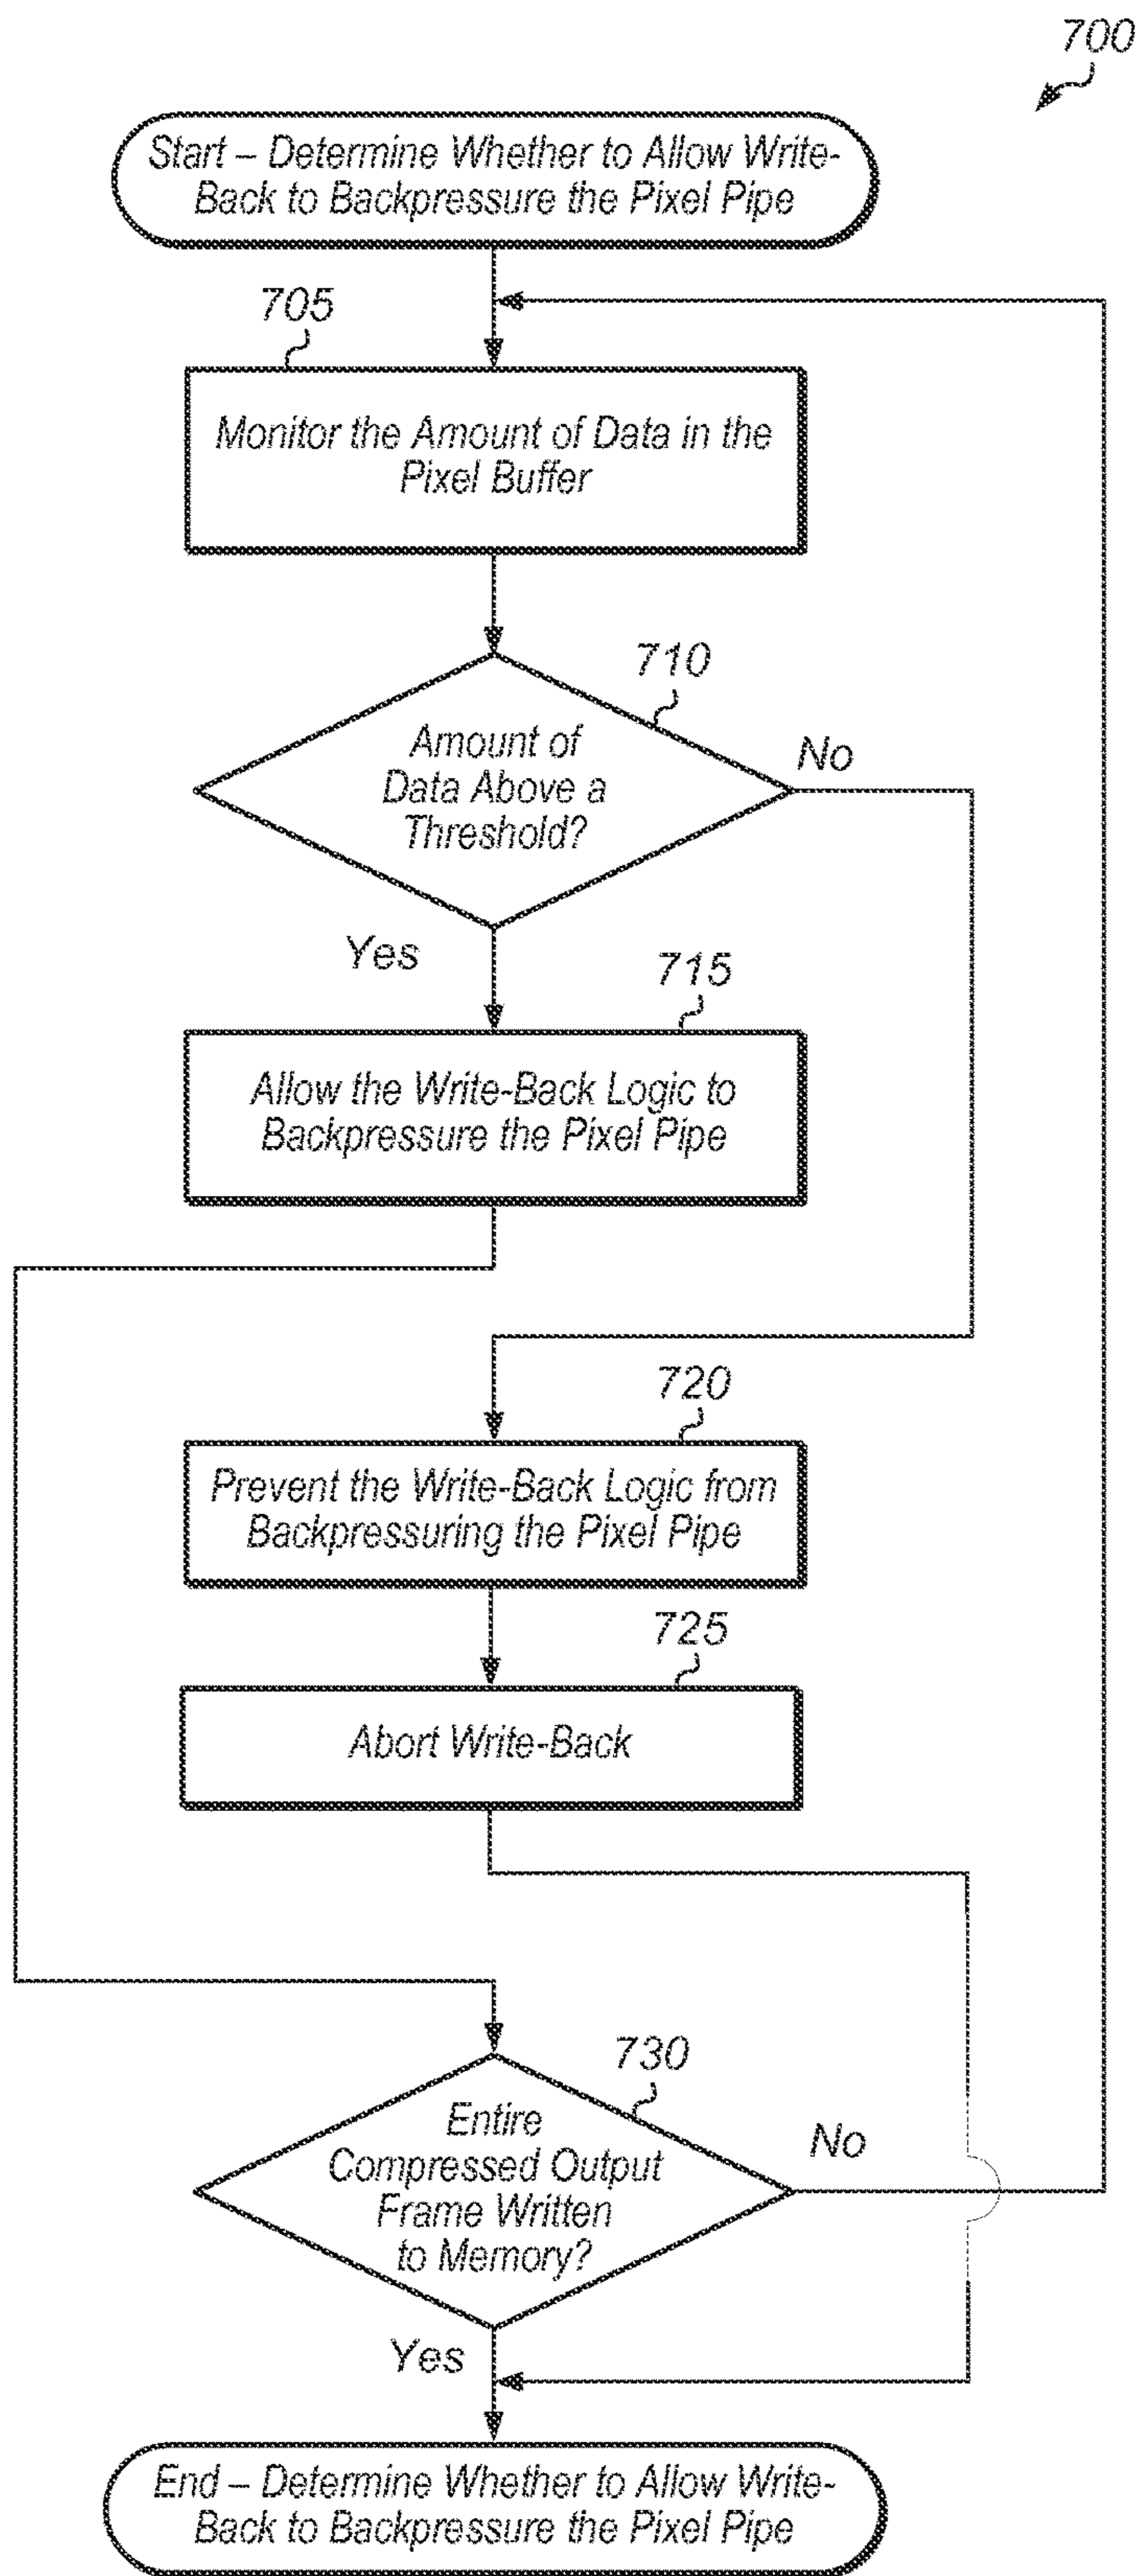 700
Start – Determine Whether to Allow Write-
Back to Backpressure the Pixel Pipe
705
Monitor the Amount of Data in the
Pixel Buffer
710
Amount of
Data Above a
Threshold?
No
Yes
715
Allow the Write-Back Logic to
Backpressure the Pixel Pipe
720
Prevent the Write-Back Logic from
Backpressuring the Pixel Pipe
725
Abort Write-Back
730
Entire
Compressed Output
Frame Written
to Memory?
No
Yes
End – Determine Whether to Allow Write-
Back to Backpressure the Pixel Pipe